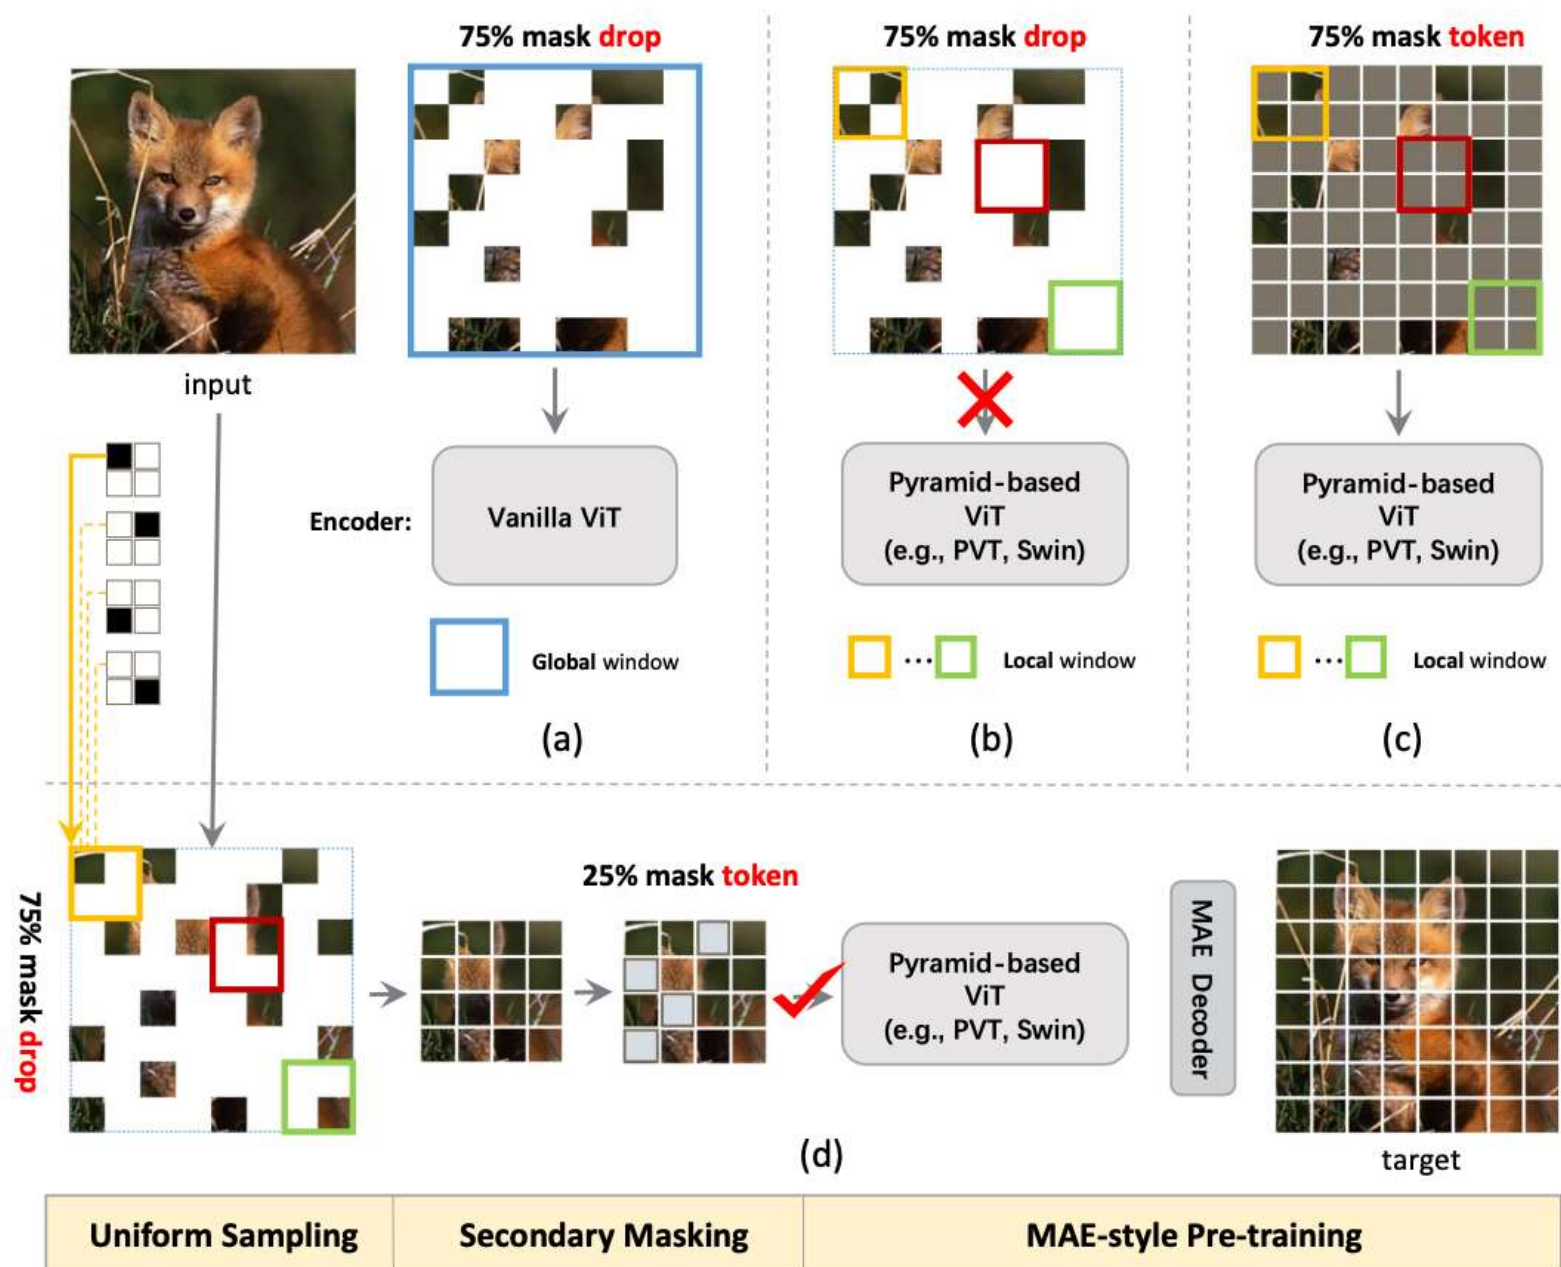 75% mask drop
75% mask drop
75% mask token
input
Encoder:
Vanilla ViT
Pyramid-based
ViT
(e.g., PVT, Swin)
Pyramid-based
ViT
(e.g., PVT, Swin)
Global window
... Local window
... Local window
(a)
(b)
(c)
75% mask drop
25% mask token
Pyramid-based
ViT
(e.g., PVT, Swin)
MAE Decoder
target
(d)
Uniform Sampling
Secondary Masking
MAE-style Pre-training